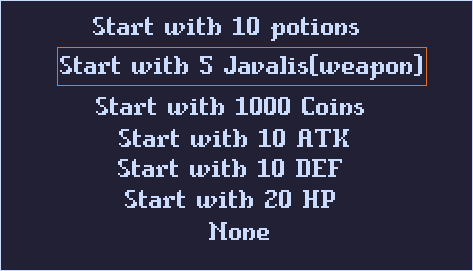 Start with 10 potions
Start with 5 Javalis(weapon)
Start with 1000 Coins
Start with 10 ATK
Start with 10 DEF
Start with 20 HP
None